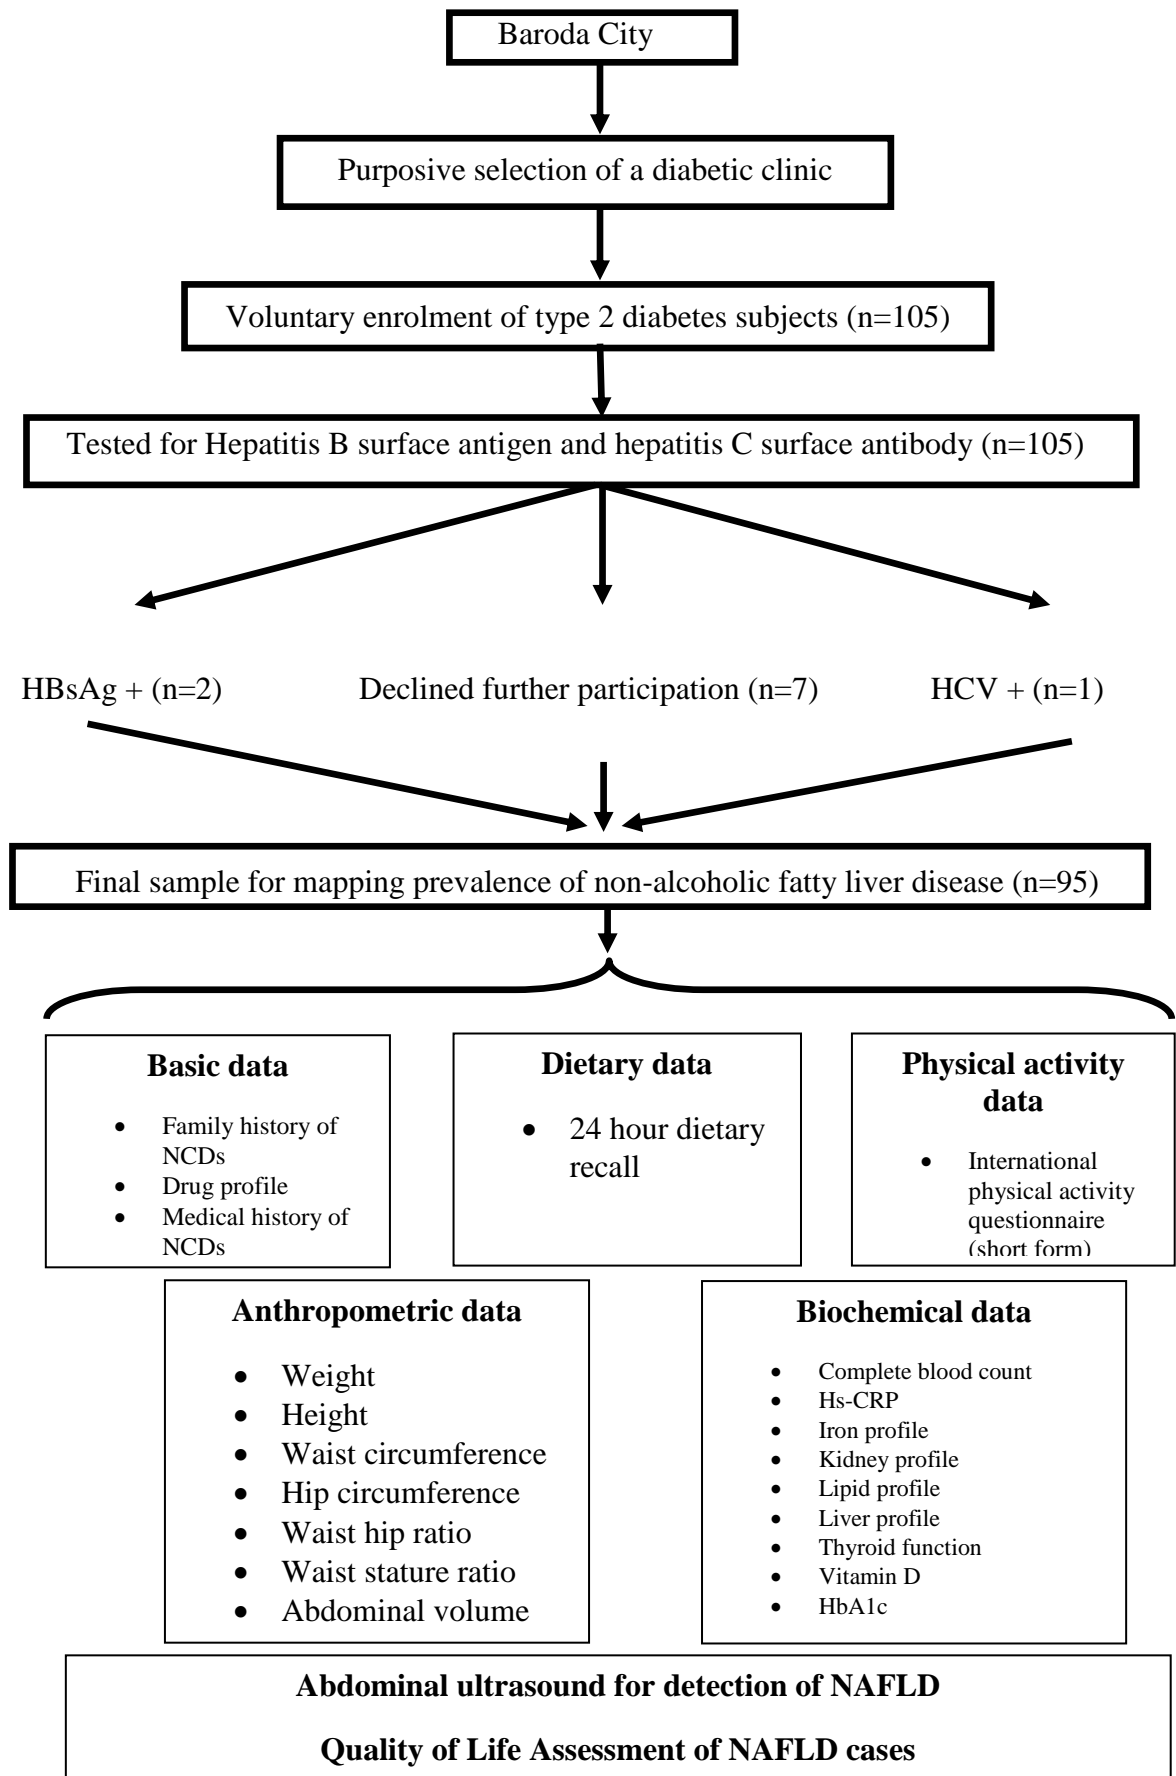 Baroda City
Purposive selection of a diabetic clinic
Voluntary enrolment of type 2 diabetes subjects (n=105)
Tested for Hepatitis B surface antigen and hepatitis C surface antibody (n=105)
HBsAg + (n=2)
Declined further participation (n=7)
HCV + (n=1)
Final sample for mapping prevalence of non-alcoholic fatty liver disease (n=95)
Basic data
• Family history of
NCDs
• Drug profile
• Medical history of
NCDs
Dietary data
• 24 hour dietary
recall
Physical activity
data
• International
physical activity
questionnaire
(short form)
Anthropometric data
• Weight
• Height
• Waist circumference
• Hip circumference
• Waist hip ratio
• Waist stature ratio
• Abdominal volume
Biochemical data
• Complete blood count
• Hs-CRP
• Iron profile
• Kidney profile
• Lipid profile
• Liver profile
• Thyroid function
• Vitamin D
• HbA1c
Abdominal ultrasound for detection of NAFLD
Quality of Life Assessment of NAFLD cases